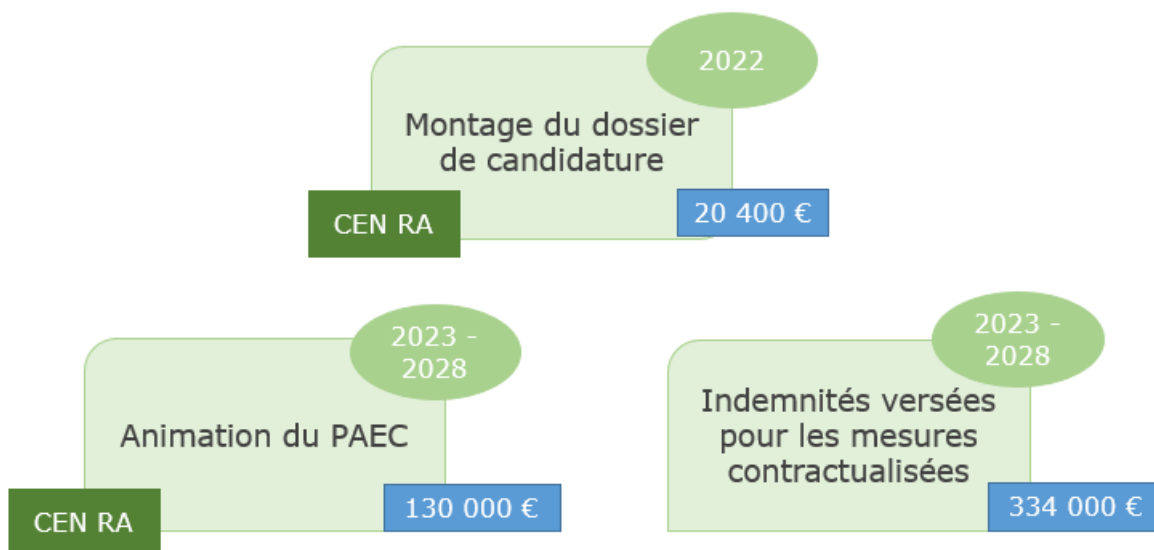 2022
Montage du dossier
de candidature
CEN RA
20 400 €
2023 -
2028
Animation du PAEC
CEN RA
130 000 €
2023 -
2028
Indemnités versées
pour les mesures
contractualisées
334 000 €